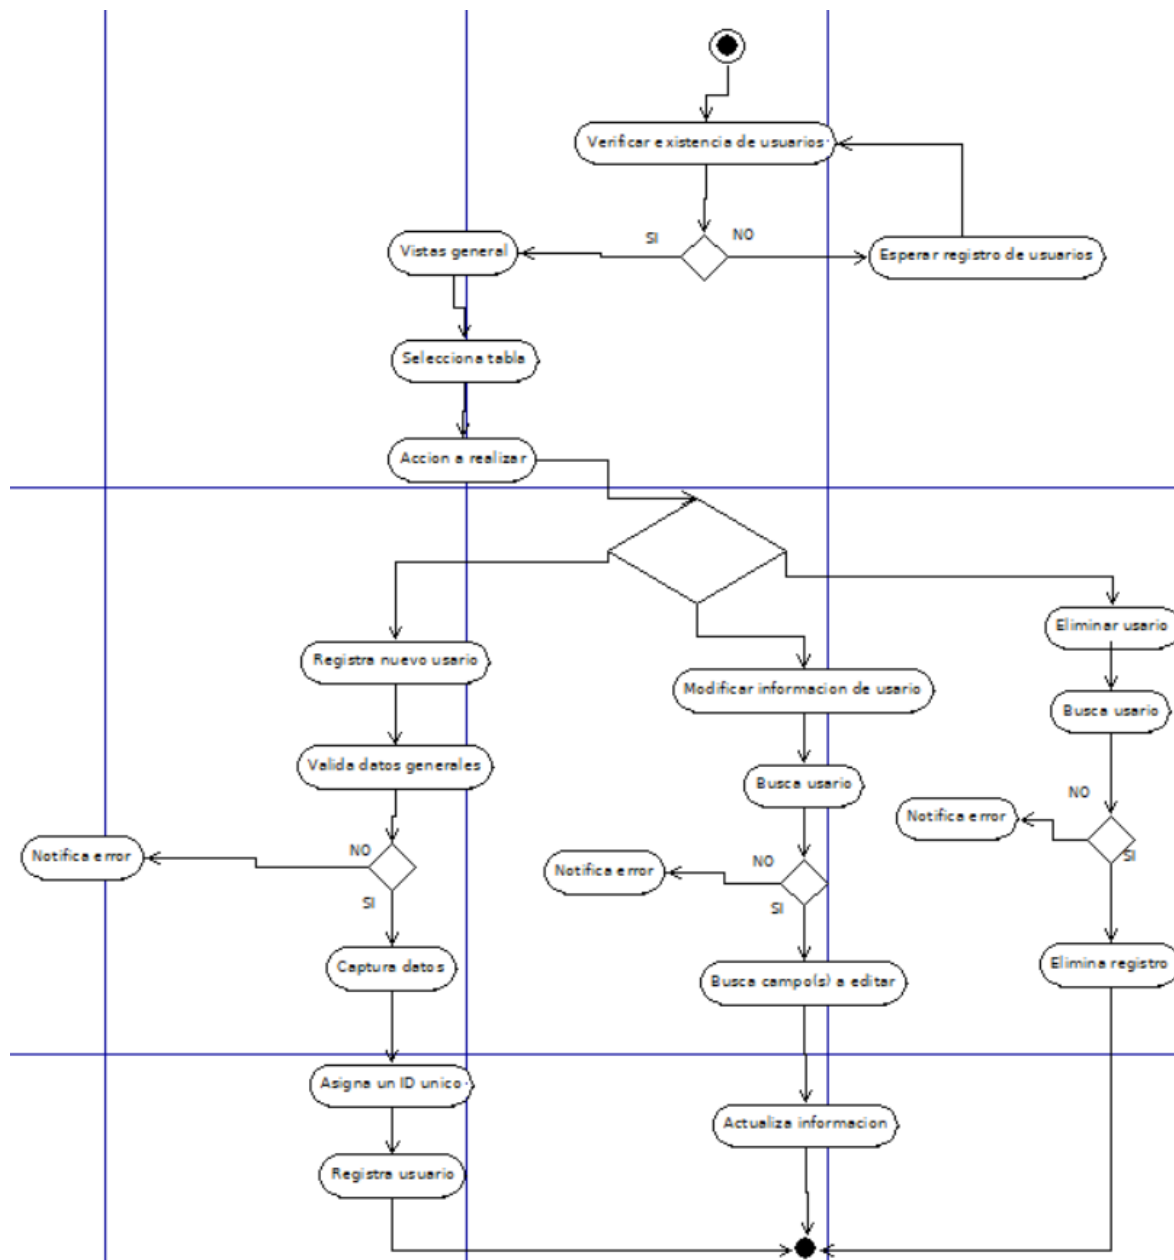 Verificar existencia de usuarios
SI
NO
Vistas general
Esperar registro de usuarios
Selecciona tabla
Accion a realizar
Eliminar usario
Registra nuevo usario
Modificar informacion de usario
Busca usario
Valida datos generales
Busca usario
NO
Notifica error
NO
Notifica error
SI
NO
Notifica error
SI
SI
Captura datos
Busca campo(s) a editar
Elimina registro
Asigna un ID unico
Actualiza informacion
Registra usuario